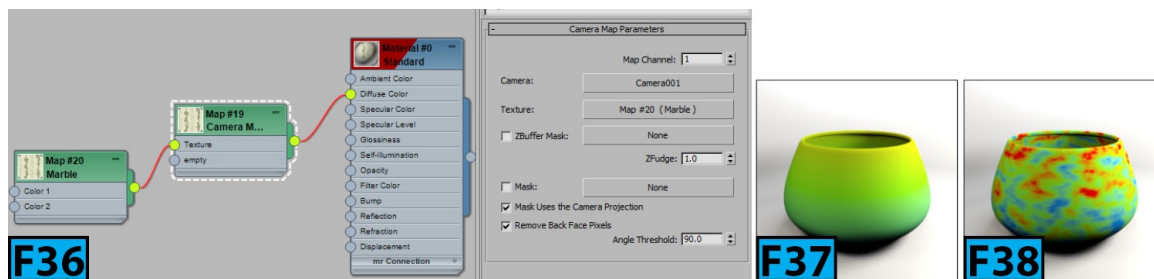 Map #20
Marble
Color 1
Color 2
Map #19
Camera M...
Texture
empty
Material #0
Standard
Ambient Color
Diffuse Color
Specular Color
Specular Level
Glossiness
Self-Illumination
Opacity
Filter Color
Bump
Reflection
Refraction
Displacement
mr Connection
F36
Camera Map Parameters
Map Channel: 1
Camera: Camera001
Texture: Map #20 (Marble)
ZBuffer Mask: None
ZFudge: 1.0
Mask: None
Mask Uses the Camera Projection
Remove Back Face Pixels
Angle Threshold: 90.0
F37
F38